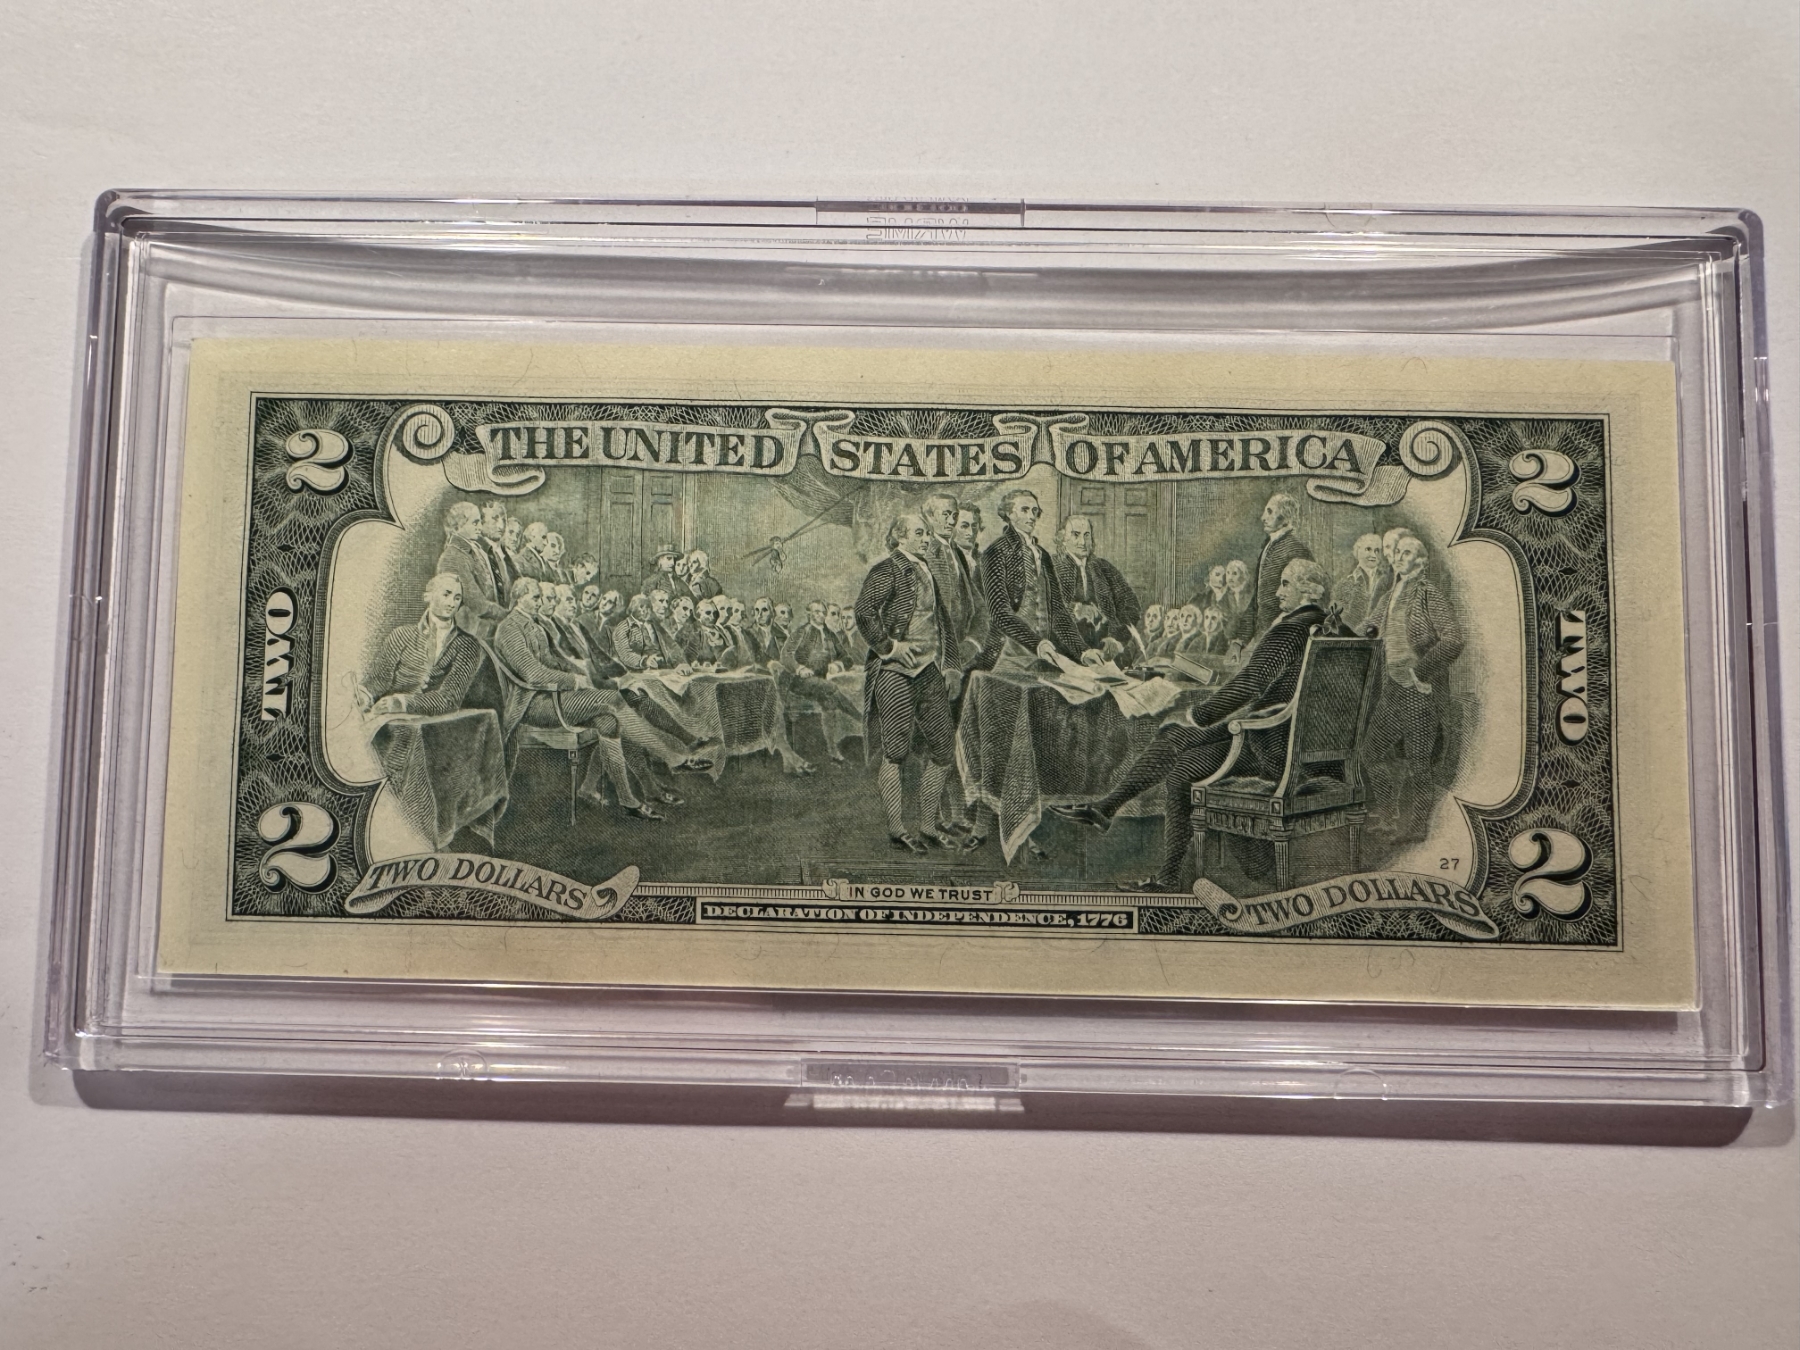 THE UNITED STATES OF AMERICA
2
2
TWO
TWO
2
2
27
TWO DOLLARS
IN GOD WE TRUST
TWO DOLLARS
DECLARATION OF INDEPENDENCE, 1776